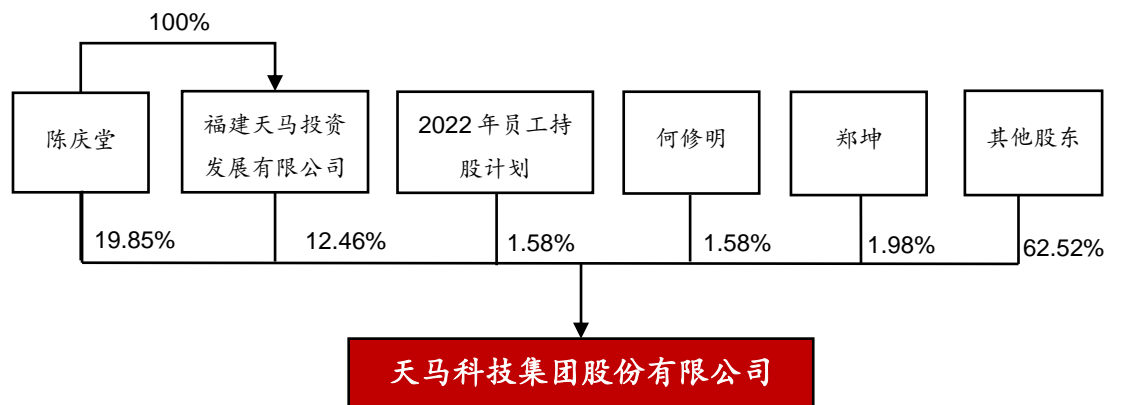 100%
陈庆堂
福建天马投资
发展有限公司
2022 年员工持
股计划
何修明
郑坤
其他股东
19.85%
12.46%
1.58%
1.58%
1.98%
62.52%
天马科技集团股份有限公司